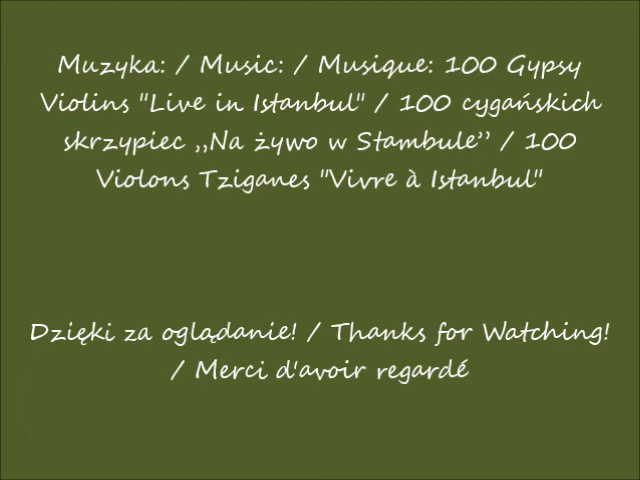 Muzyka: / Music: / Musique: 100 Gypsy
Violins "Live in Istanbul" / 100 cygańskich
skrzypiec „Na żywo w Stambule” / 100
Violons Tziganes "Vivre à Istanbul"
Dzięki za oglądanie! / Thanks for Watching!
/ Merci d'avoir regardé